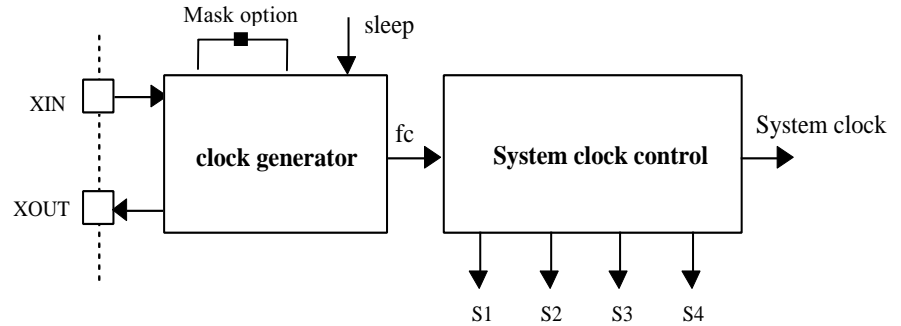 Mask option
sleep
XIN
clock generator
fc
System clock control
System clock
XOUT
S1 S2 S3 S4